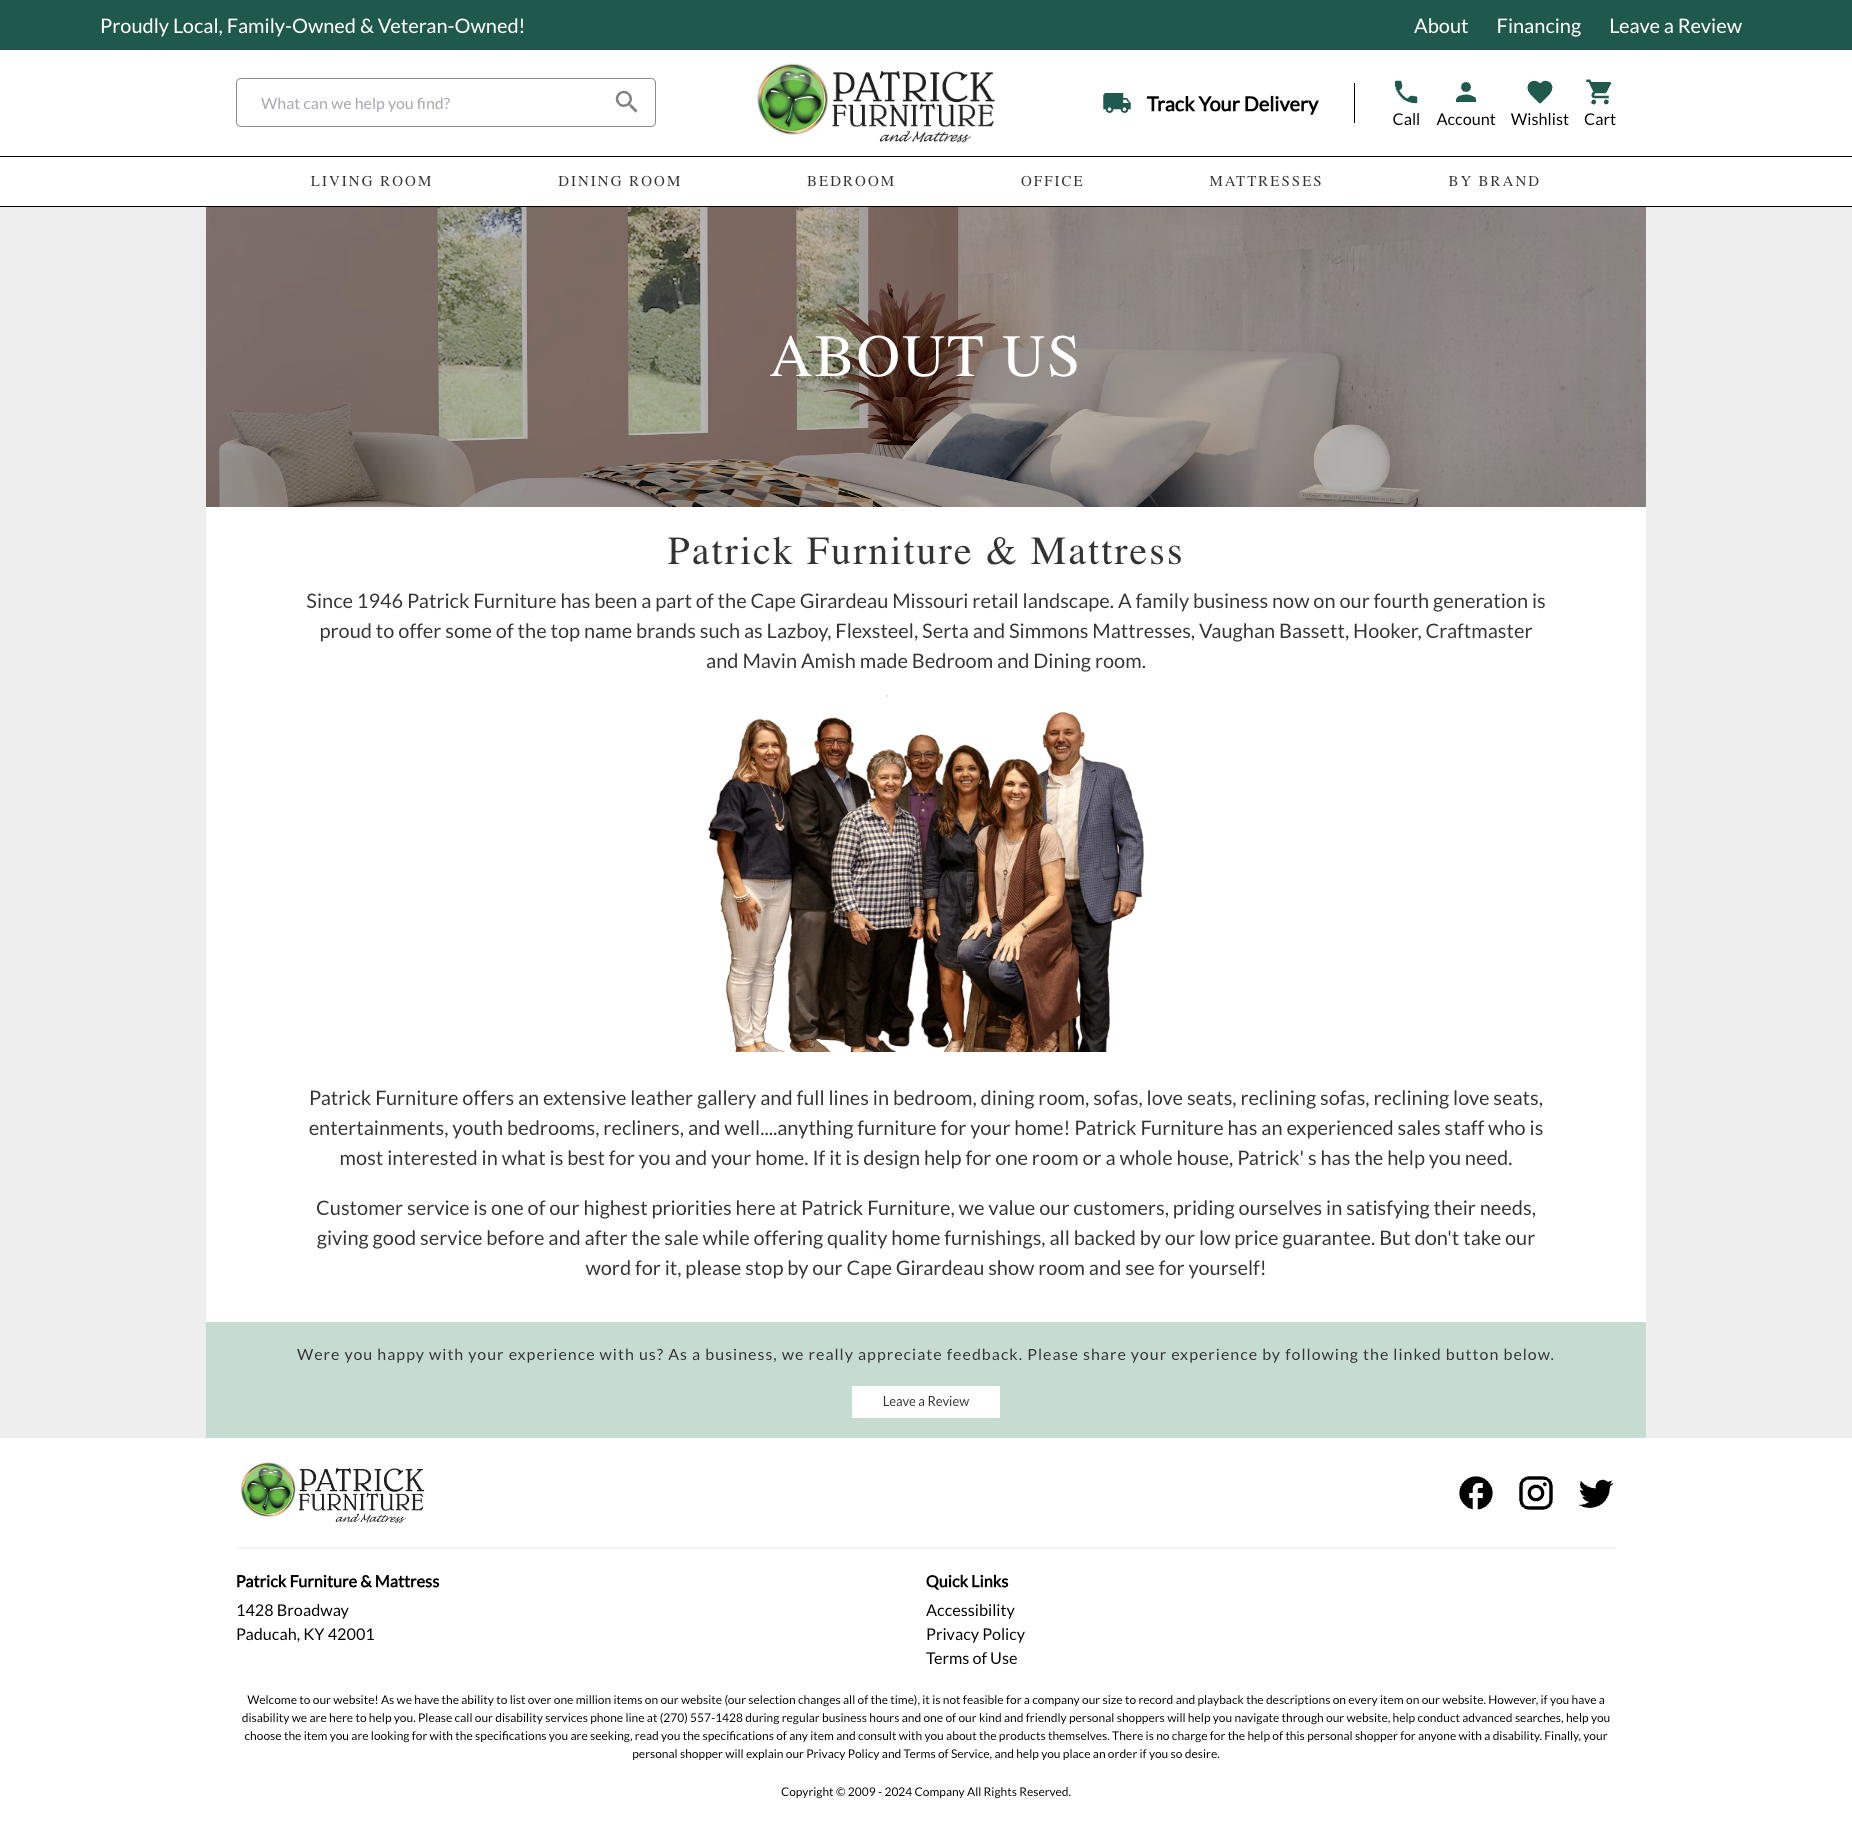 Proudly Local, Family-Owned & Veteran-Owned!
About Financing Leave a Review
What can we help you find?
PATRICK
FURNITURE
and Mattress
Track Your Delivery
Call Account Wishlist Cart
LIVING ROOM DINING ROOM BEDROOM OFFICE MATTRESSES BY BRAND
ABOUT US
Patrick Furniture & Mattress
Since 1946 Patrick Furniture has been a part of the Cape Girardeau Missouri retail landscape. A family business now on our fourth generation is
proud to offer some of the top name brands such as Lazboy, Flexsteel, Serta and Simmons Mattresses, Vaughan Bassett, Hooker, Craftmaster
and Mavin Amish made Bedroom and Dining room.
Patrick Furniture offers an extensive leather gallery and full lines in bedroom, dining room, sofas, love seats, reclining sofas, reclining love seats,
entertainments, youth bedrooms, recliners, and well....anything furniture for your home! Patrick Furniture has an experienced sales staff who is
most interested in what is best for you and your home. If it is design help for one room or a whole house, Patrick' s has the help you need.
Customer service is one of our highest priorities here at Patrick Furniture, we value our customers, priding ourselves in satisfying their needs,
giving good service before and after the sale while offering quality home furnishings, all backed by our low price guarantee. But don't take our
word for it, please stop by our Cape Girardeau show room and see for yourself!
Were you happy with your experience with us? As a business, we really appreciate feedback. Please share your experience by following the linked button below.
Leave a Review
PATRICK
FURNITURE
and Mattress
Patrick Furniture & Mattress
1428 Broadway
Paducah, KY 42001
Quick Links
Accessibility
Privacy Policy
Terms of Use
Welcome to our website! As we have the ability to list over one million items on our website (our selection changes all of the time), it is not feasible for a company our size to record and playback the descriptions on every item on our website. However, if you have a
disability we are here to help you. Please call our disability services phone line at (270) 557-1428 during regular business hours and one of our kind and friendly personal shoppers will help you navigate through our website, help conduct advanced searches, help you
choose the item you are looking for with the specifications you are seeking, read you the specifications of any item and consult with you about the products themselves. There is no charge for the help of this personal shopper for anyone with a disability. Finally, your
personal shopper will explain our Privacy Policy and Terms of Service, and help you place an order if you so desire.
Copyright © 2009 - 2024 Company All Rights Reserved.